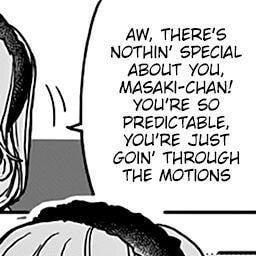 AW, THERE'S
NOTHIN' SPECIAL
ABOUT YOU,
MASAKI-CHAN!
YOU'RE SO
PREDICTABLE,
YOU'RE JUST
GOIN' THROUGH
THE MOTIONS